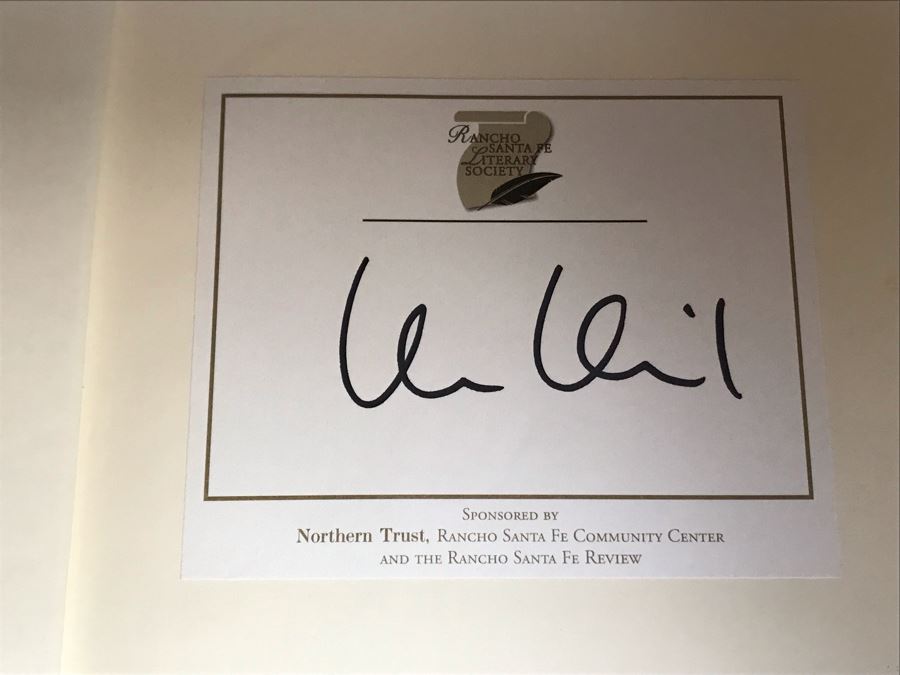 RANCHO
SANTA FE
LITERARY
SOCIETY
SPONSORED BY
Northern Trust, RANCHO SANTA FE COMMUNITY CENTER
AND THE RANCHO SANTA FE REVIEW